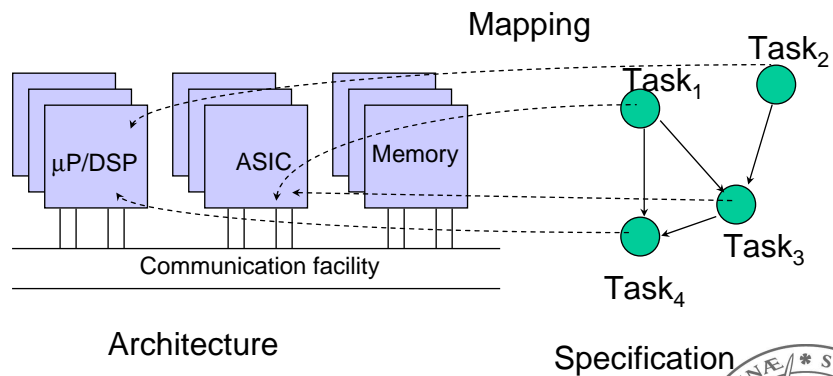 Mapping
Task₂
Task₁
μP/DSP
ASIC
Memory
Task₃
Communication facility
Task₄
Architecture
Specification